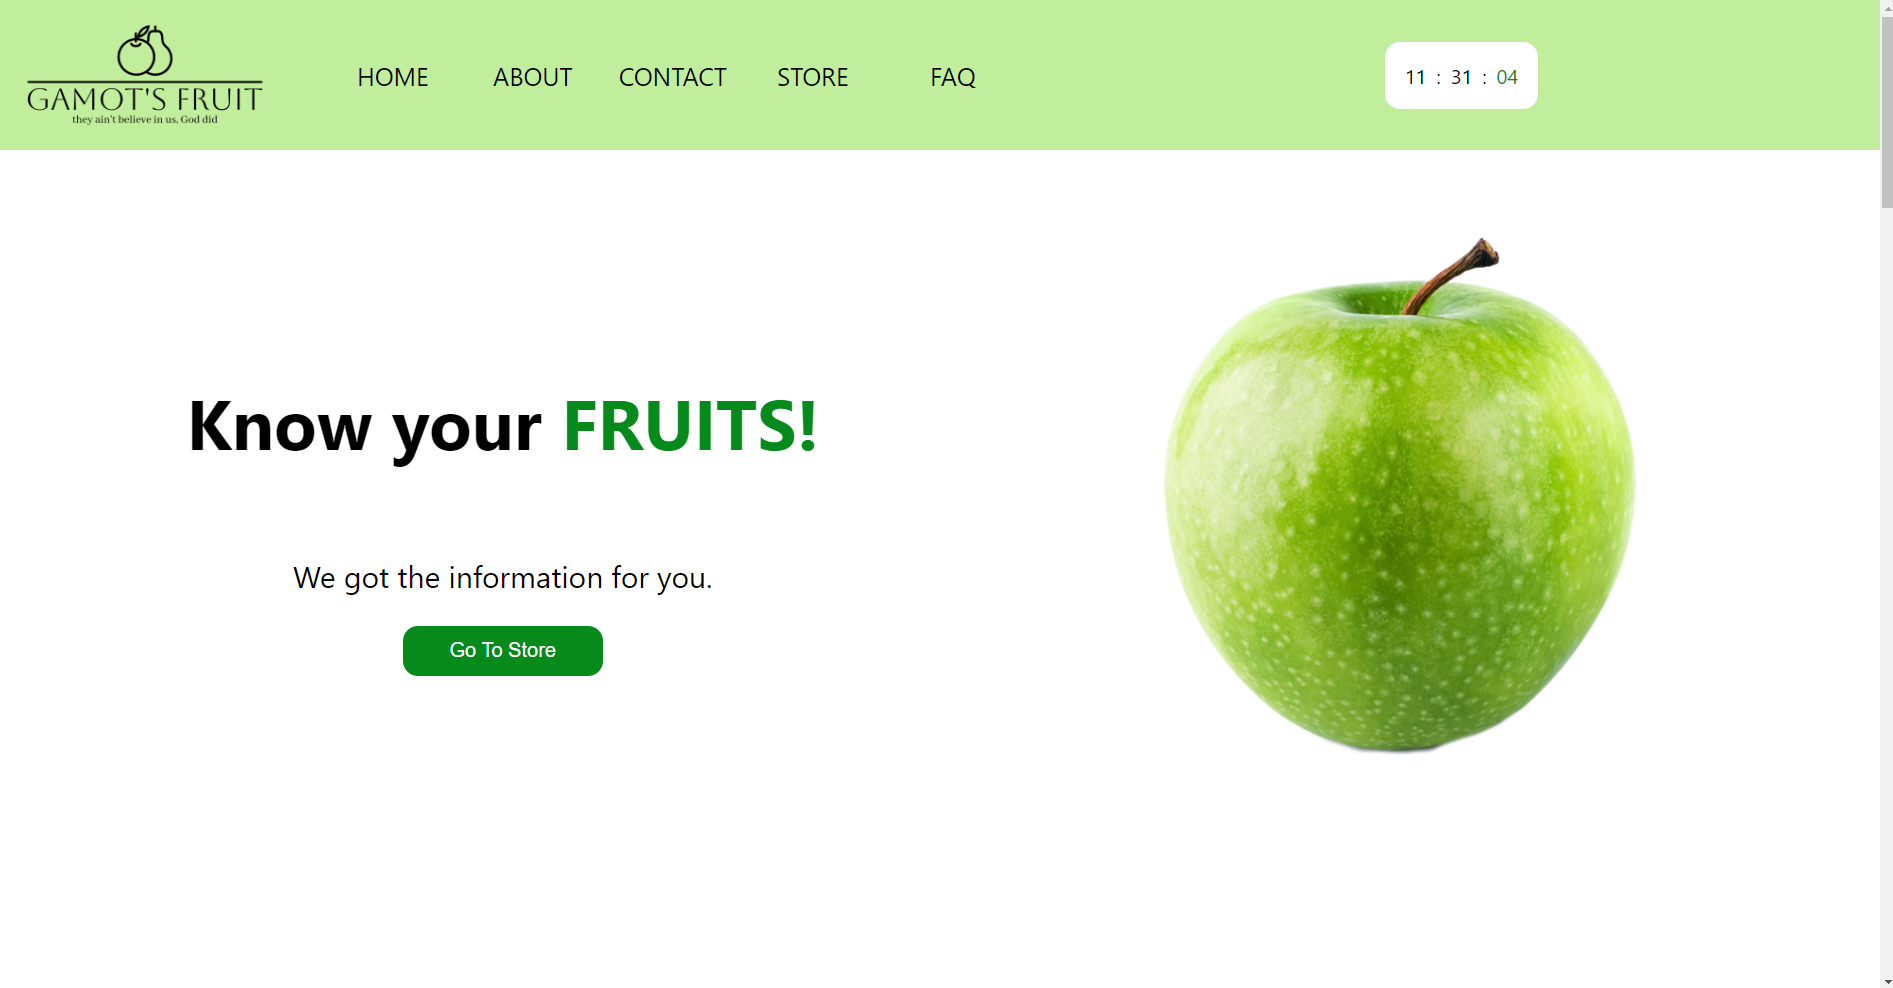 GAMOT'S FRUIT
they ain't believe in us, God did
HOME ABOUT CONTACT STORE FAQ
11 : 31 : 04
Know your FRUITS!
We got the information for you.
Go To Store